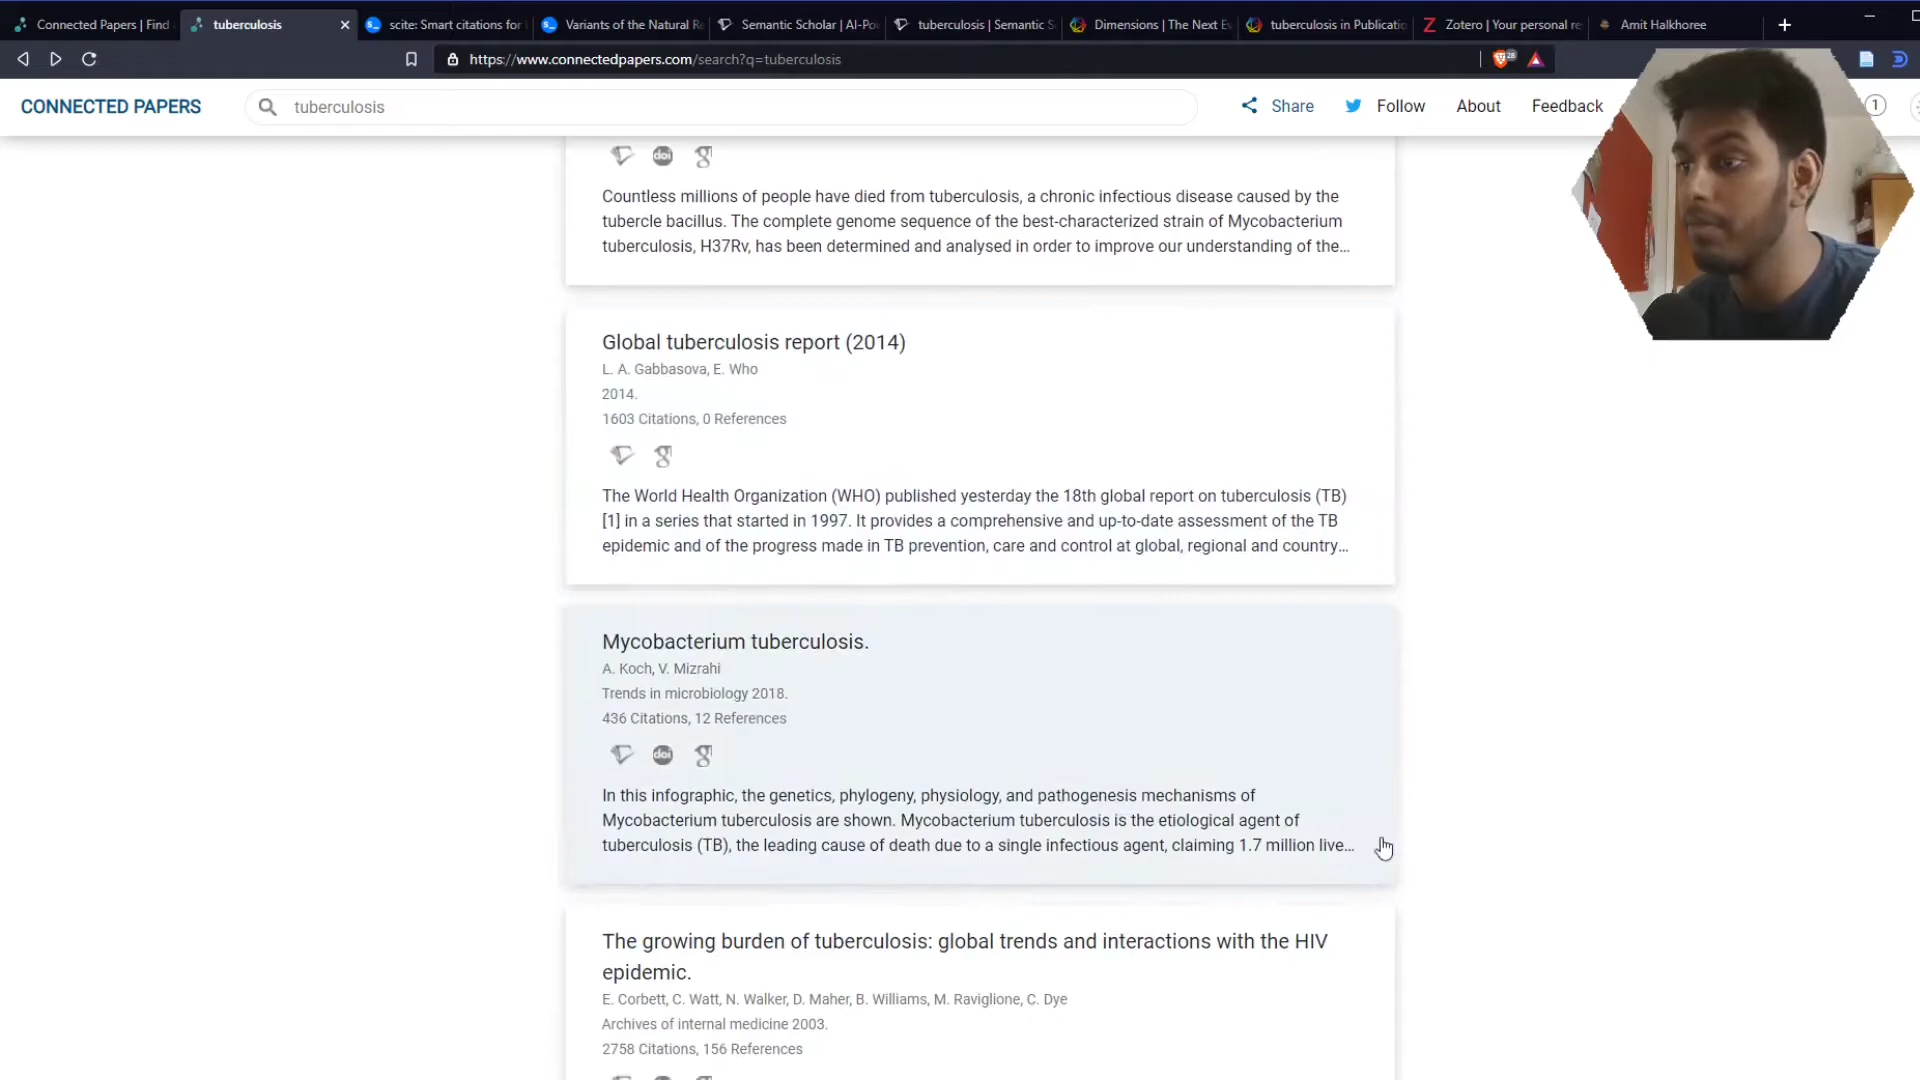 Connected Papers | Find
tuberculosis
scite: Smart citations for
Variants of the Natural Re
Semantic Scholar | AI-Po
tuberculosis | Semantic S
Dimensions | The Next Ev
tuberculosis in Publicatio
Zotero | Your personal re
Amit Halkhoree
https://www.connectedpapers.com/search?q=tuberculosis
28
CONNECTED PAPERS
tuberculosis
Share
Follow
About
Feedback
1
doi
Countless millions of people have died from tuberculosis, a chronic infectious disease caused by the
tubercle bacillus. The complete genome sequence of the best-characterized strain of Mycobacterium
tuberculosis, H37Rv, has been determined and analysed in order to improve our understanding of the...
Global tuberculosis report (2014)
L. A. Gabbasova, E. Who
2014.
1603 Citations, 0 References
The World Health Organization (WHO) published yesterday the 18th global report on tuberculosis (TB)
[1] in a series that started in 1997. It provides a comprehensive and up-to-date assessment of the TB
epidemic and of the progress made in TB prevention, care and control at global, regional and country...
Mycobacterium tuberculosis.
A. Koch, V. Mizrahi
Trends in microbiology 2018.
436 Citations, 12 References
doi
In this infographic, the genetics, phylogeny, physiology, and pathogenesis mechanisms of
Mycobacterium tuberculosis are shown. Mycobacterium tuberculosis is the etiological agent of
tuberculosis (TB), the leading cause of death due to a single infectious agent, claiming 1.7 million live...
The growing burden of tuberculosis: global trends and interactions with the HIV
epidemic.
E. Corbett, C. Watt, N. Walker, D. Maher, B. Williams, M. Raviglione, C. Dye
Archives of internal medicine 2003.
2758 Citations, 156 References